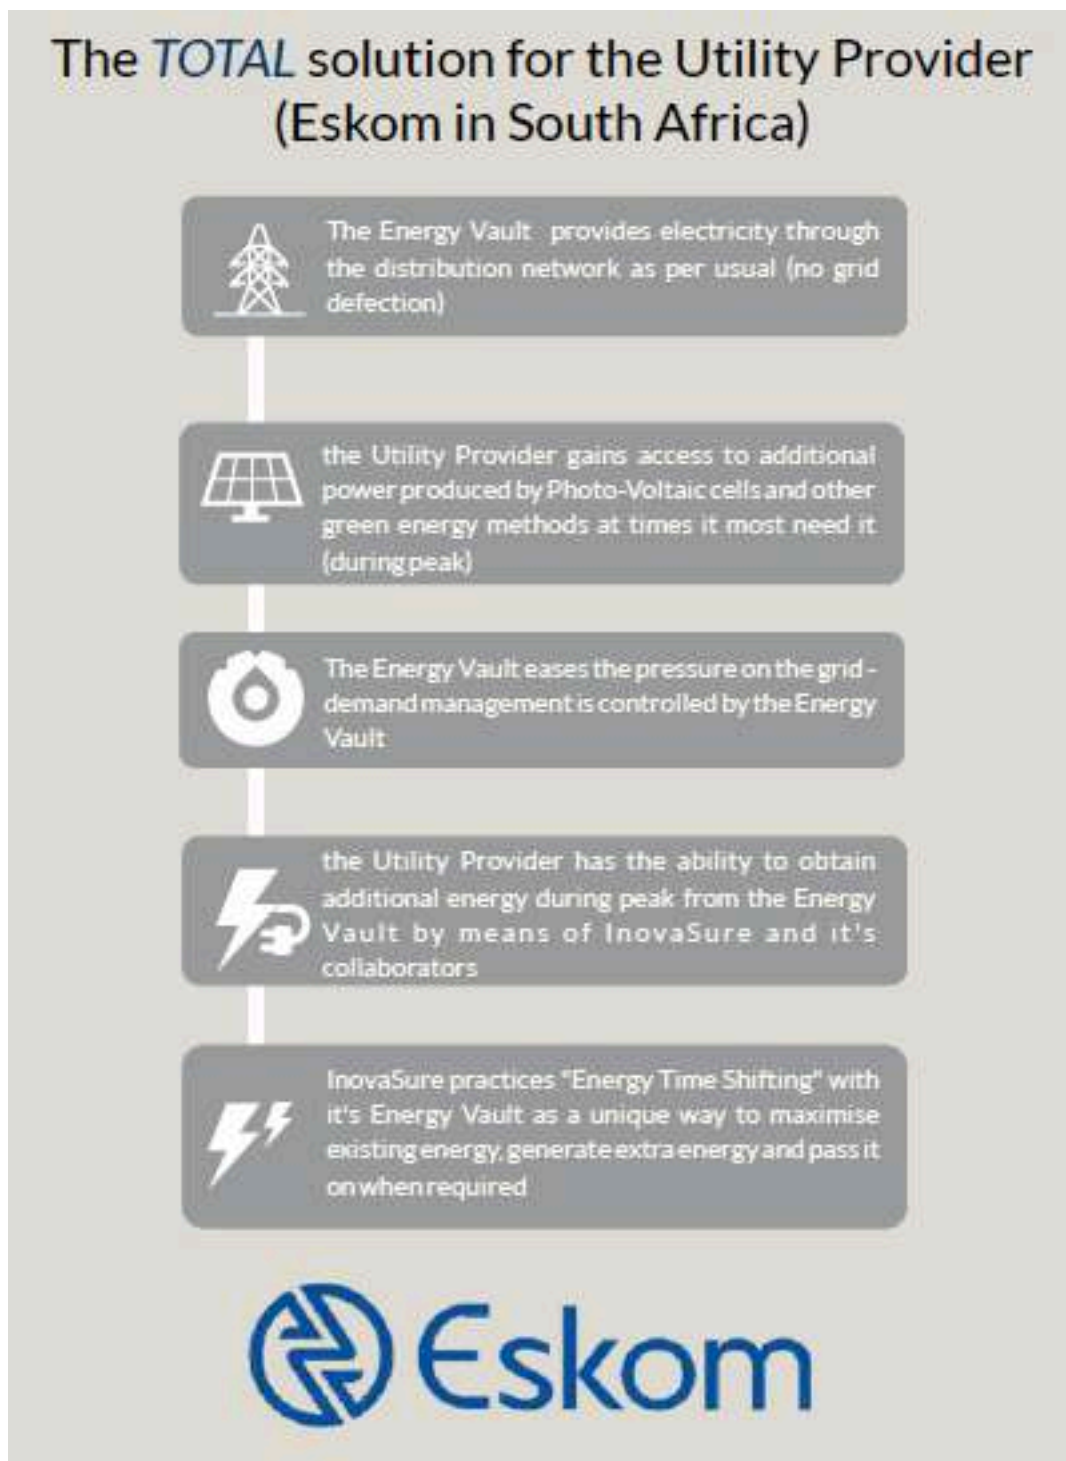 The TOTAL solution for the Utility Provider
(Eskom in South Africa)
The Energy Vault provides electricity through
the distribution network as per usual (no grid
defection)
the Utility Provider gains access to additional
power produced by Photo-Voltaic cells and other
green energy methods at times it most need it
(during peak)
The Energy Vault eases the pressure on the grid -
demand management is controlled by the Energy
Vault
the Utility Provider has the ability to obtain
additional energy during peak from the Energy
Vault by means of InovaSure and it's
collaborators
InovaSure practices "Energy Time Shifting" with
it's Energy Vault as a unique way to maximise
existing energy, generate extra energy and pass it
on when required
Eskom